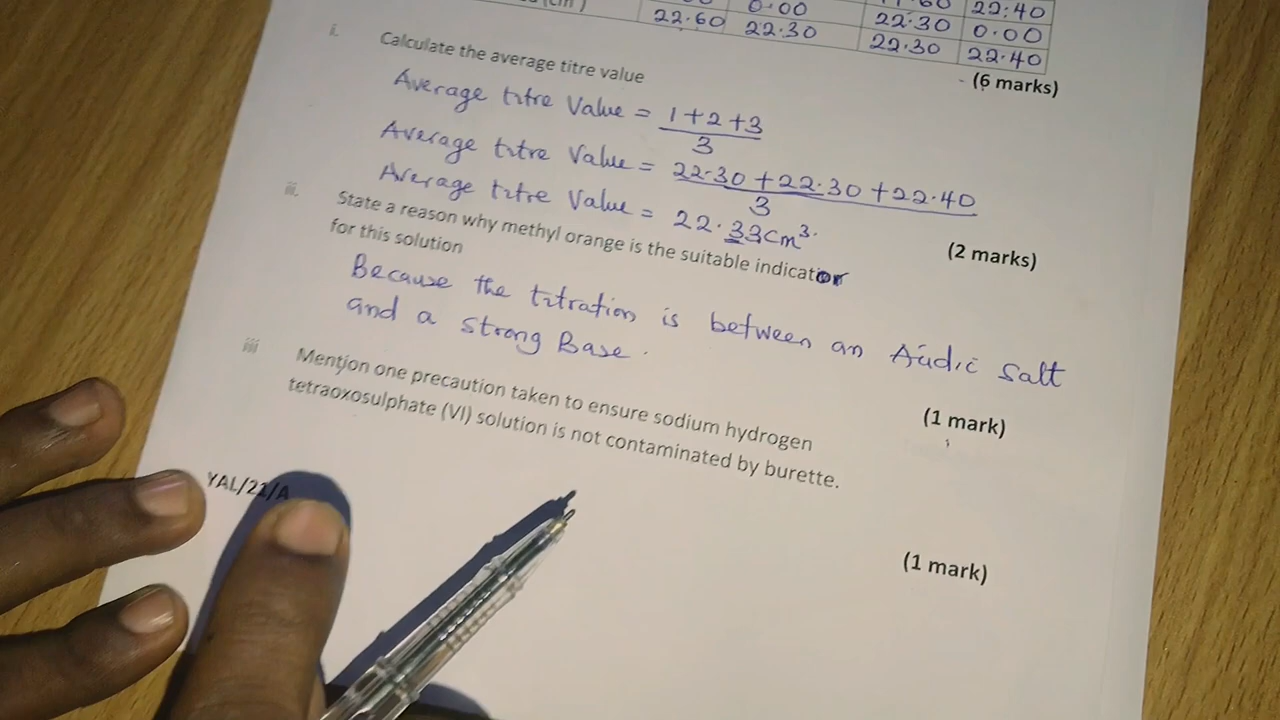 22.60 0.00 22.30 22:40
22.30 22.30 0.00
22.40
(6 marks)
i. Calculate the average titre value
Average titre Value = 1+2+3
3
Average titre Value = 22.30 + 22.30 + 22.40
3
Average titre Value = 22.33cm³.
(2 marks)
ii. State a reason why methyl orange is the suitable indicator
for this solution
Because the titration is between an Acidic Salt
and a strong Base.
(1 mark)
iii Mention one precaution taken to ensure sodium hydrogen
tetraoxosulphate (VI) solution is not contaminated by burette.
YAL/21/A
(1 mark)